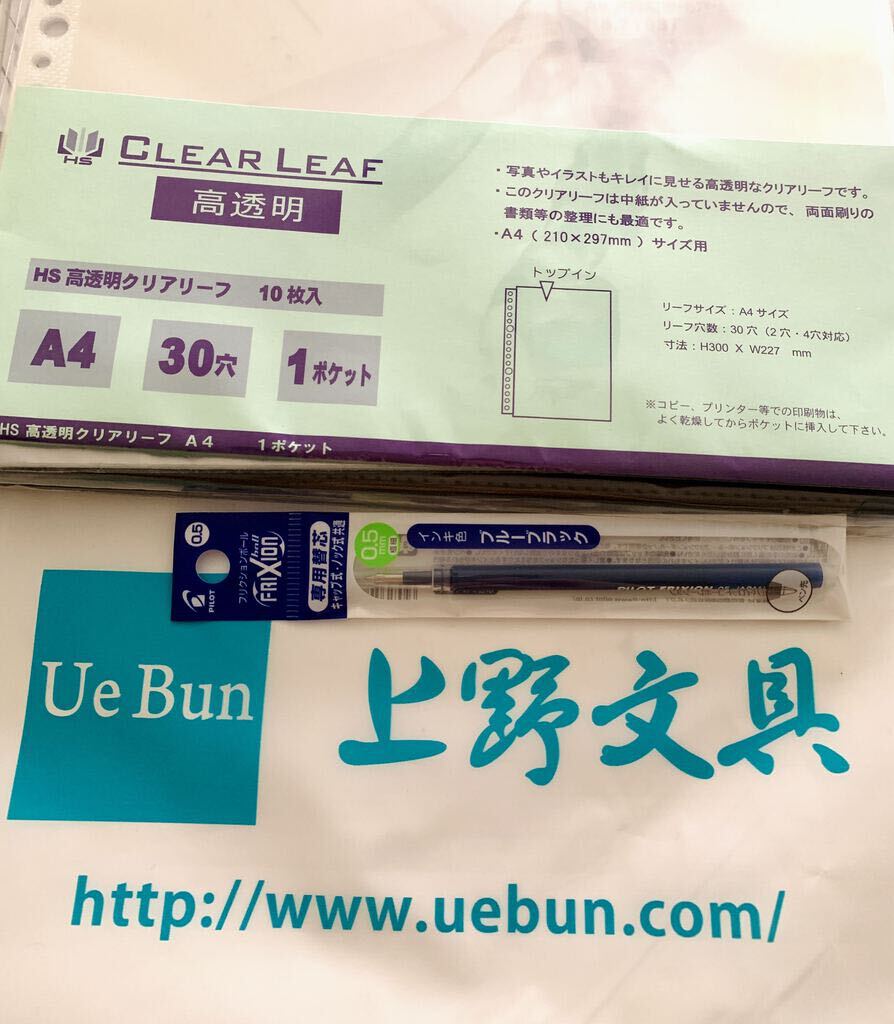 HS
CLEAR LEAF
高透明
HS 高透明クリアリーフ 10枚入
A4 30穴 1ポケット
・写真やイラストもキレイに見せる高透明なクリアリーフです。
・このクリアリーフは中紙が入っていませんので、両面刷りの
書類等の整理にも最適です。
・A4（210×297mm）サイズ用
トップイン
リーフサイズ：A4サイズ
リーフ穴数：30穴（2穴・4穴対応）
寸法：H300 X W227 mm
※コピー、プリンター等での印刷物は、
よく乾燥してからポケットに挿入して下さい。
HS 高透明クリアリーフ A4 1ポケット
0.5
PILOT
フリクションボール
FRIXION ball
専用替芯
キャップ式・ノック式 共通
0.5mm
インキ色 ブルーブラック
ペン先
Ue Bun
上野文具
http://www.uebun.com/